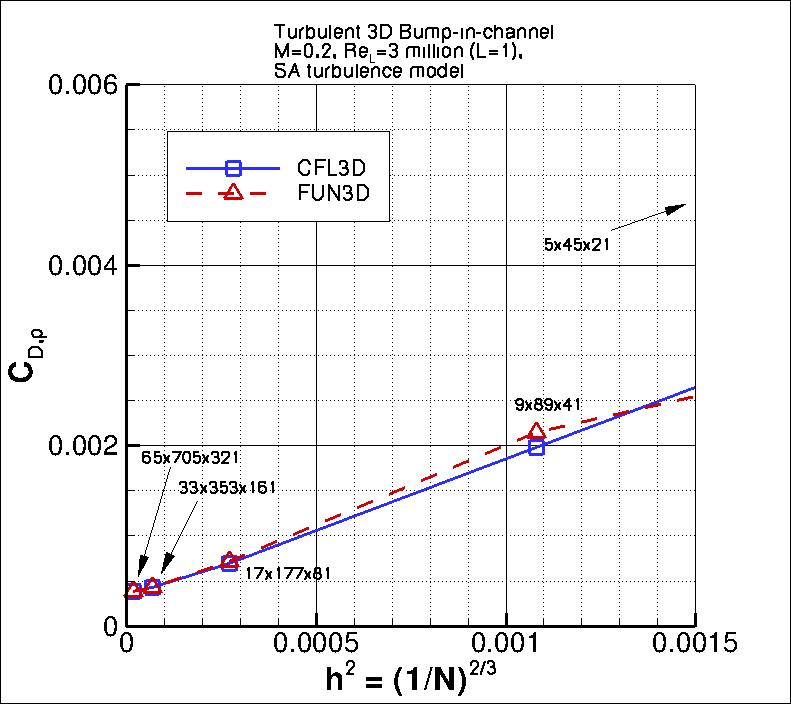 Turbulent 3D Bump-in-channel
M=0.2, Re_L=3 million (L=1),
SA turbulence model
0.006
CFL3D
FUN3D
5x45x21
0.004
C_D,p
9x89x41
0.002
65x705x321
33x353x161
17x177x81
0
0 0.0005 0.001 0.0015
h² = (1/N)^2/3